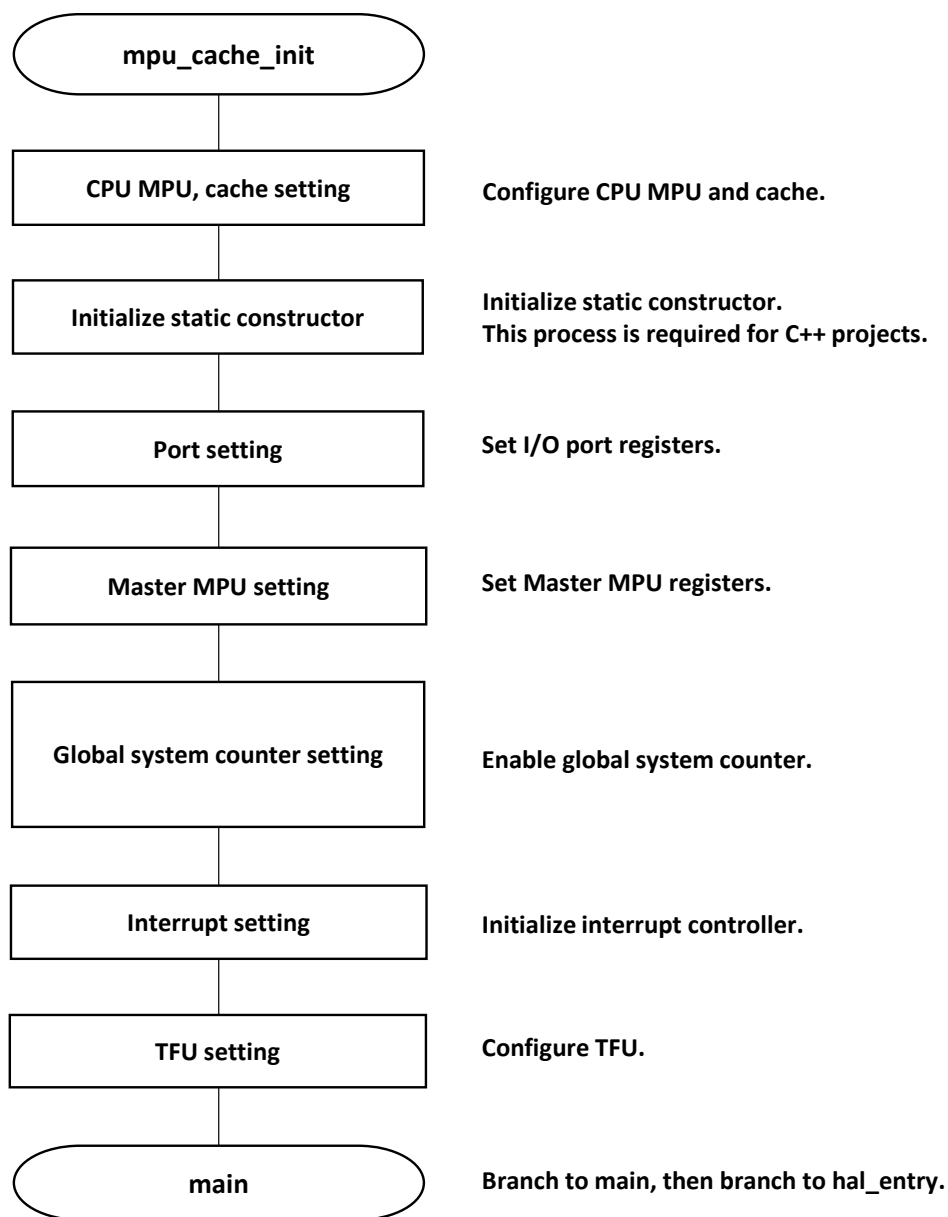 mpu_cache_init
CPU MPU, cache setting
Configure CPU MPU and cache.
Initialize static constructor
Initialize static constructor.
This process is required for C++ projects.
Port setting
Set I/O port registers.
Master MPU setting
Set Master MPU registers.
Global system counter setting
Enable global system counter.
Interrupt setting
Initialize interrupt controller.
TFU setting
Configure TFU.
main
Branch to main, then branch to hal_entry.